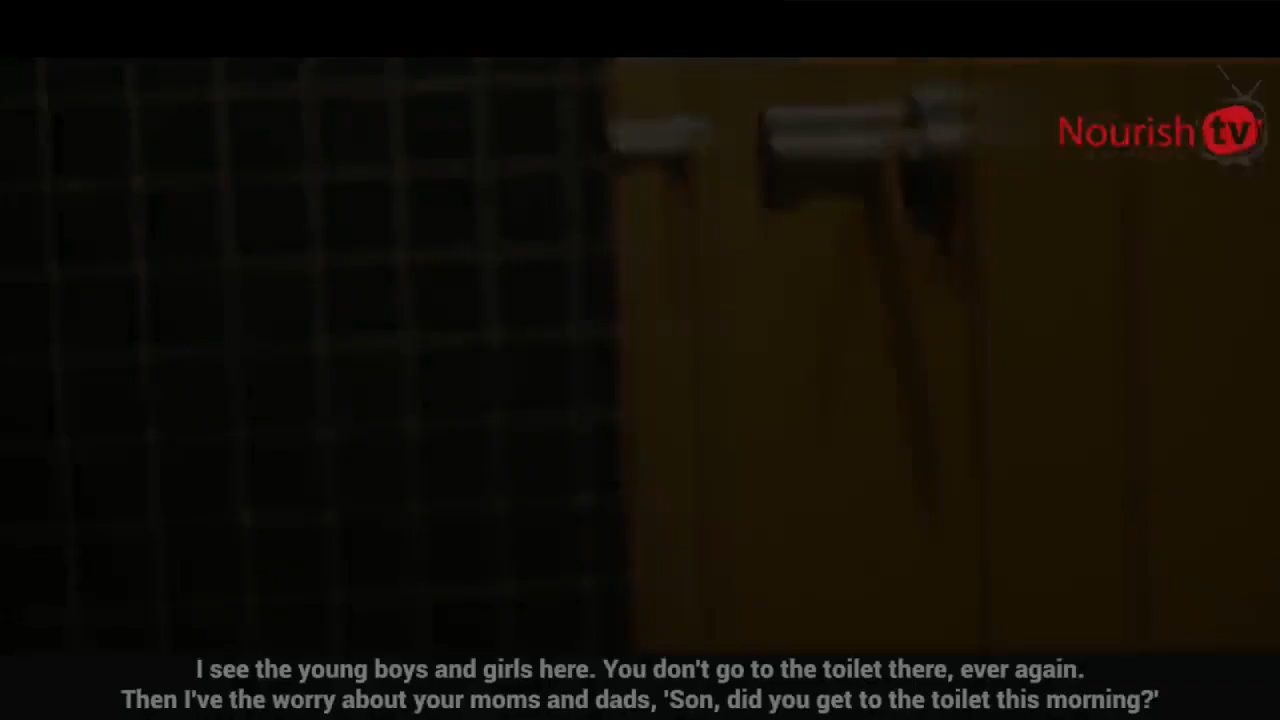 Nourish tv
I see the young boys and girls here. You don't go to the toilet there, ever again.
Then I've the worry about your moms and dads, 'Son, did you get to the toilet this morning?'